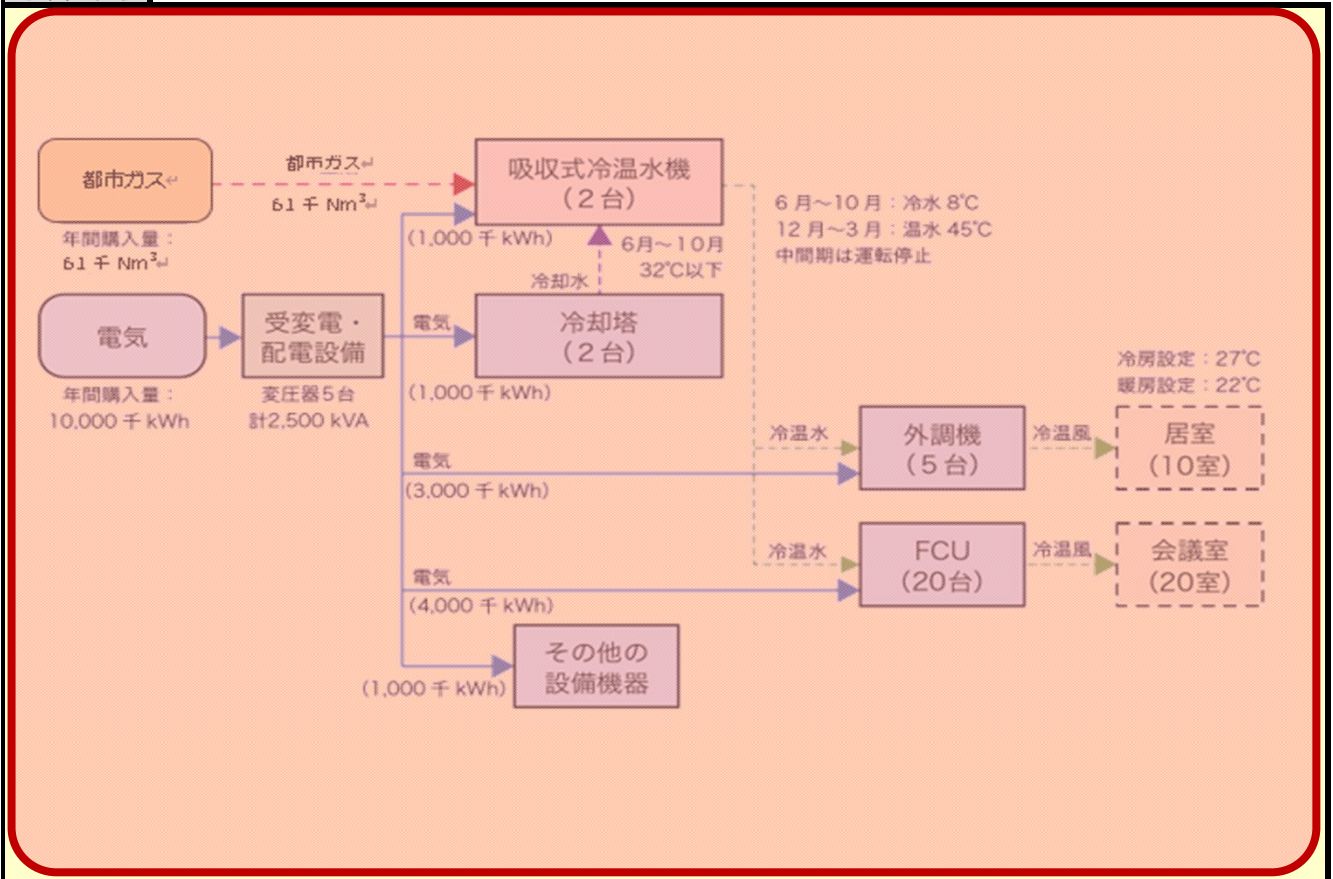 都市ガス↵
都市ガス↵
61 千 Nm³↵
年間購入量：
61 千 Nm³↵
吸収式冷温水機
（2 台）
(1,000 千 kWh)
6月～10月
32℃以下
冷却水
6 月～10 月：冷水 8℃
12 月～3 月：温水 45℃
中間期は運転停止
電気
年間購入量：
10,000 千 kWh
受変電・
配電設備
変圧器5台
計2,500 kVA
電気
冷却塔
（2 台）
(1,000 千 kWh)
冷房設定：27℃
暖房設定：22℃
冷温水
外調機
（5 台）
冷温風
居室
（10室）
電気
(3,000 千 kWh)
冷温水
FCU
（20台）
冷温風
会議室
（20室）
電気
(4,000 千 kWh)
その他の
設備機器
(1,000 千 kWh)